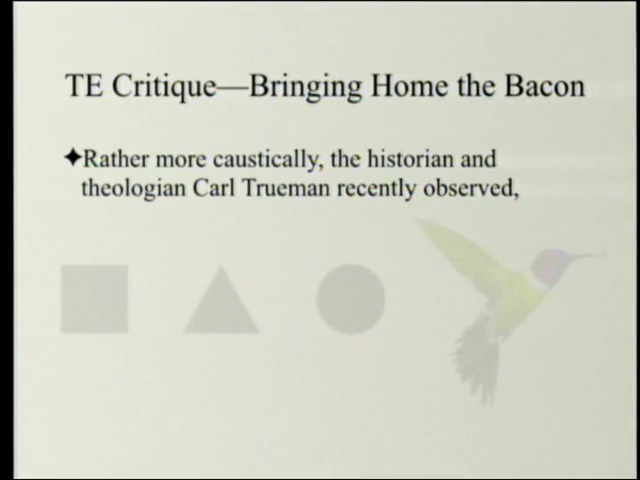 TE Critique—Bringing Home the Bacon
✦Rather more caustically, the historian and
theologian Carl Trueman recently observed,